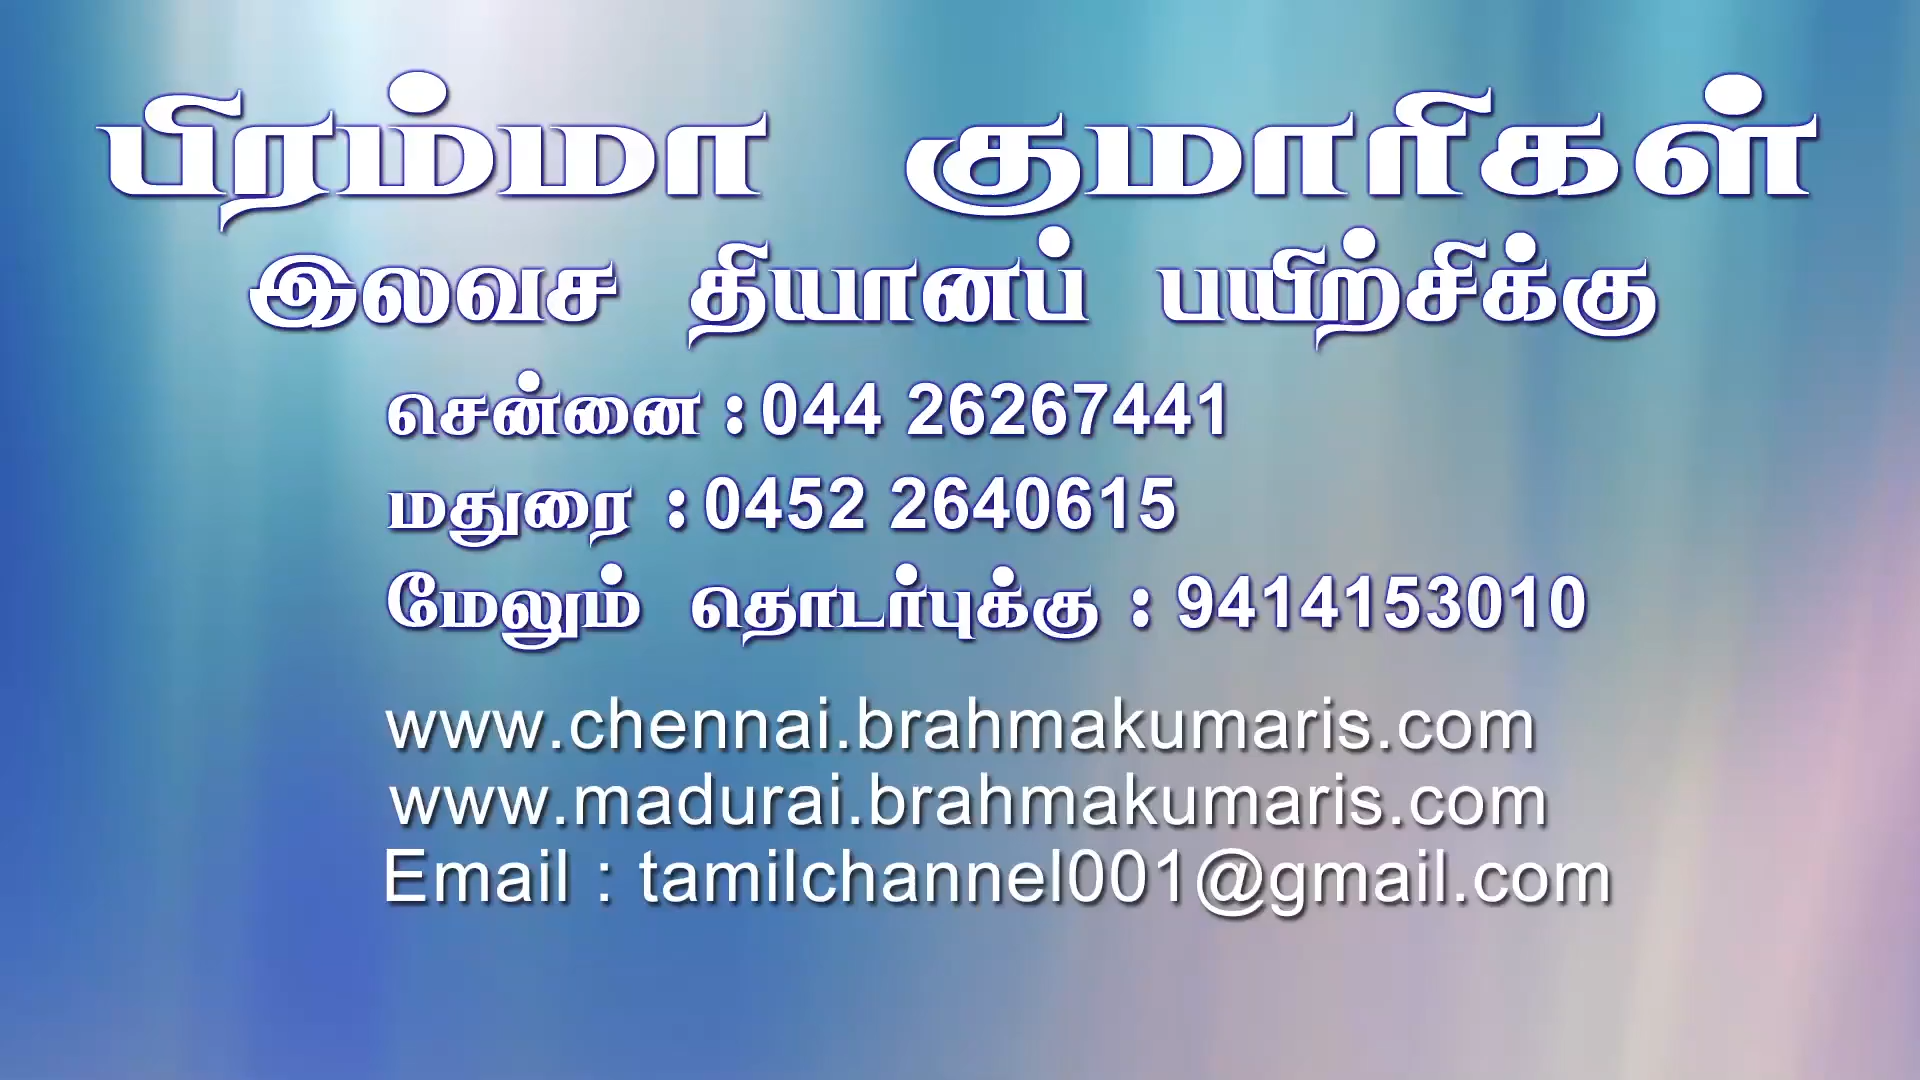 பிரம்மா குமாரிகள்
இலவச தியானப் பயிற்சிக்கு
சென்னை : 044 26267441
மதுரை : 0452 2640615
மேலும் தொடர்புக்கு : 9414153010
www.chennai.brahmakumaris.com
www.madurai.brahmakumaris.com
Email : tamilchannel001@gmail.com